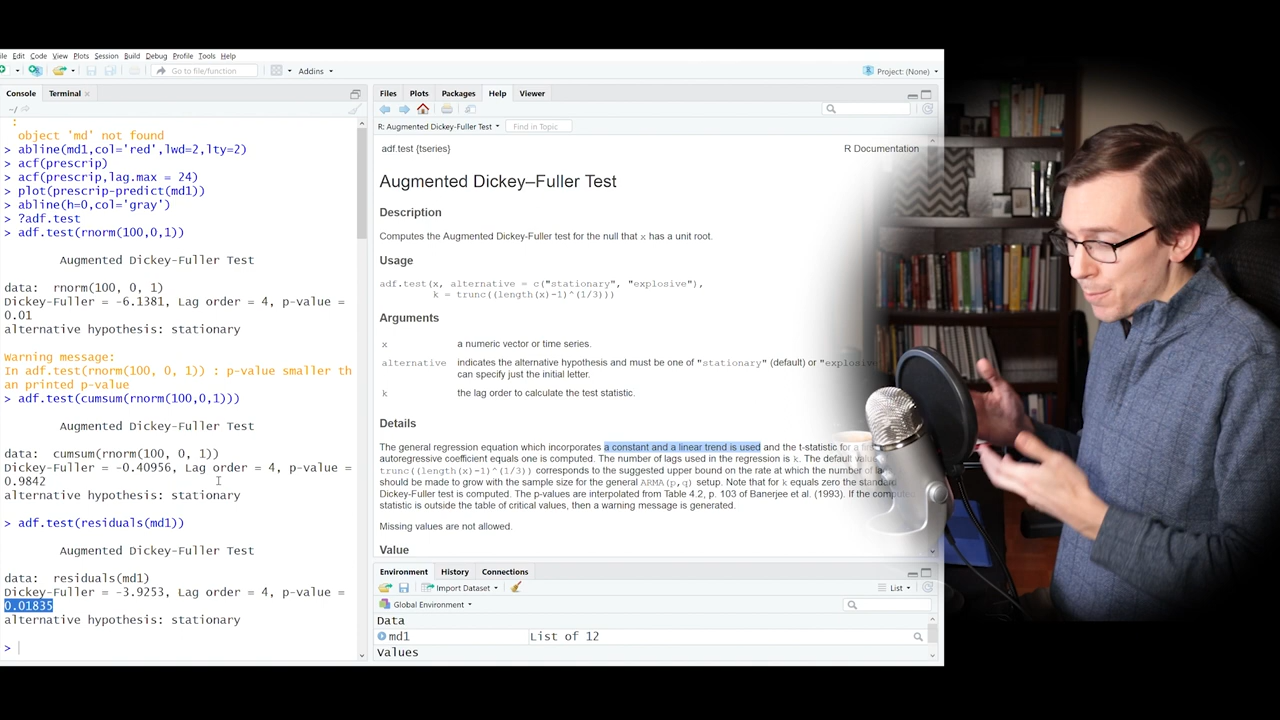 ile Edit Code View Plots Session Build Debug Profile Tools Help
Go to file/function Addins Project: (None)
Console Terminal
~/
:
object 'md' not found
> abline(md1,col='red',lwd=2,lty=2)
> acf(prescrip)
> acf(prescrip,lag.max = 24)
> plot(prescrip-predict(md1))
> abline(h=0,col='gray')
> ?adf.test
> adf.test(rnorm(100,0,1))
Augmented Dickey-Fuller Test
data: rnorm(100, 0, 1)
Dickey-Fuller = -6.1381, Lag order = 4, p-value =
0.01
alternative hypothesis: stationary
Warning message:
In adf.test(rnorm(100, 0, 1)) : p-value smaller th
an printed p-value
> adf.test(cumsum(rnorm(100,0,1)))
Augmented Dickey-Fuller Test
data: cumsum(rnorm(100, 0, 1))
Dickey-Fuller = -0.40956, Lag order = 4, p-value =
0.9842
alternative hypothesis: stationary
> adf.test(residuals(md1))
Augmented Dickey-Fuller Test
data: residuals(md1)
Dickey-Fuller = -3.9253, Lag order = 4, p-value =
0.01835
alternative hypothesis: stationary
>
Files Plots Packages Help Viewer
R: Augmented Dickey-Fuller Test Find in Topic
adf.test {tseries} R Documentation
Augmented Dickey–Fuller Test
Description
Computes the Augmented Dickey-Fuller test for the null that x has a unit root.
Usage
adf.test(x, alternative = c("stationary", "explosive"),
k = trunc((length(x)-1)^(1/3)))
Arguments
x a numeric vector or time series.
alternative indicates the alternative hypothesis and must be one of "stationary" (default) or "explosive
can specify just the initial letter.
k the lag order to calculate the test statistic.
Details
The general regression equation which incorporates a constant and a linear trend is used and the t-statistic for a
autoregressive coefficient equals one is computed. The number of lags used in the regression is k. The default
trunc((length(x)-1)^(1/3)) corresponds to the suggested upper bound on the rate at which the number of
should be made to grow with the sample size for the general ARMA(p,q) setup. Note that for k equals zero the
Dickey-Fuller test is computed. The p-values are interpolated from Table 4.2, p. 103 of Banerjee et al. (1993). If the
statistic is outside the table of critical values, then a warning message is generated.
Missing values are not allowed.
Value
Environment History Connections
Import Dataset List
Global Environment
Data
md1 List of 12
Values